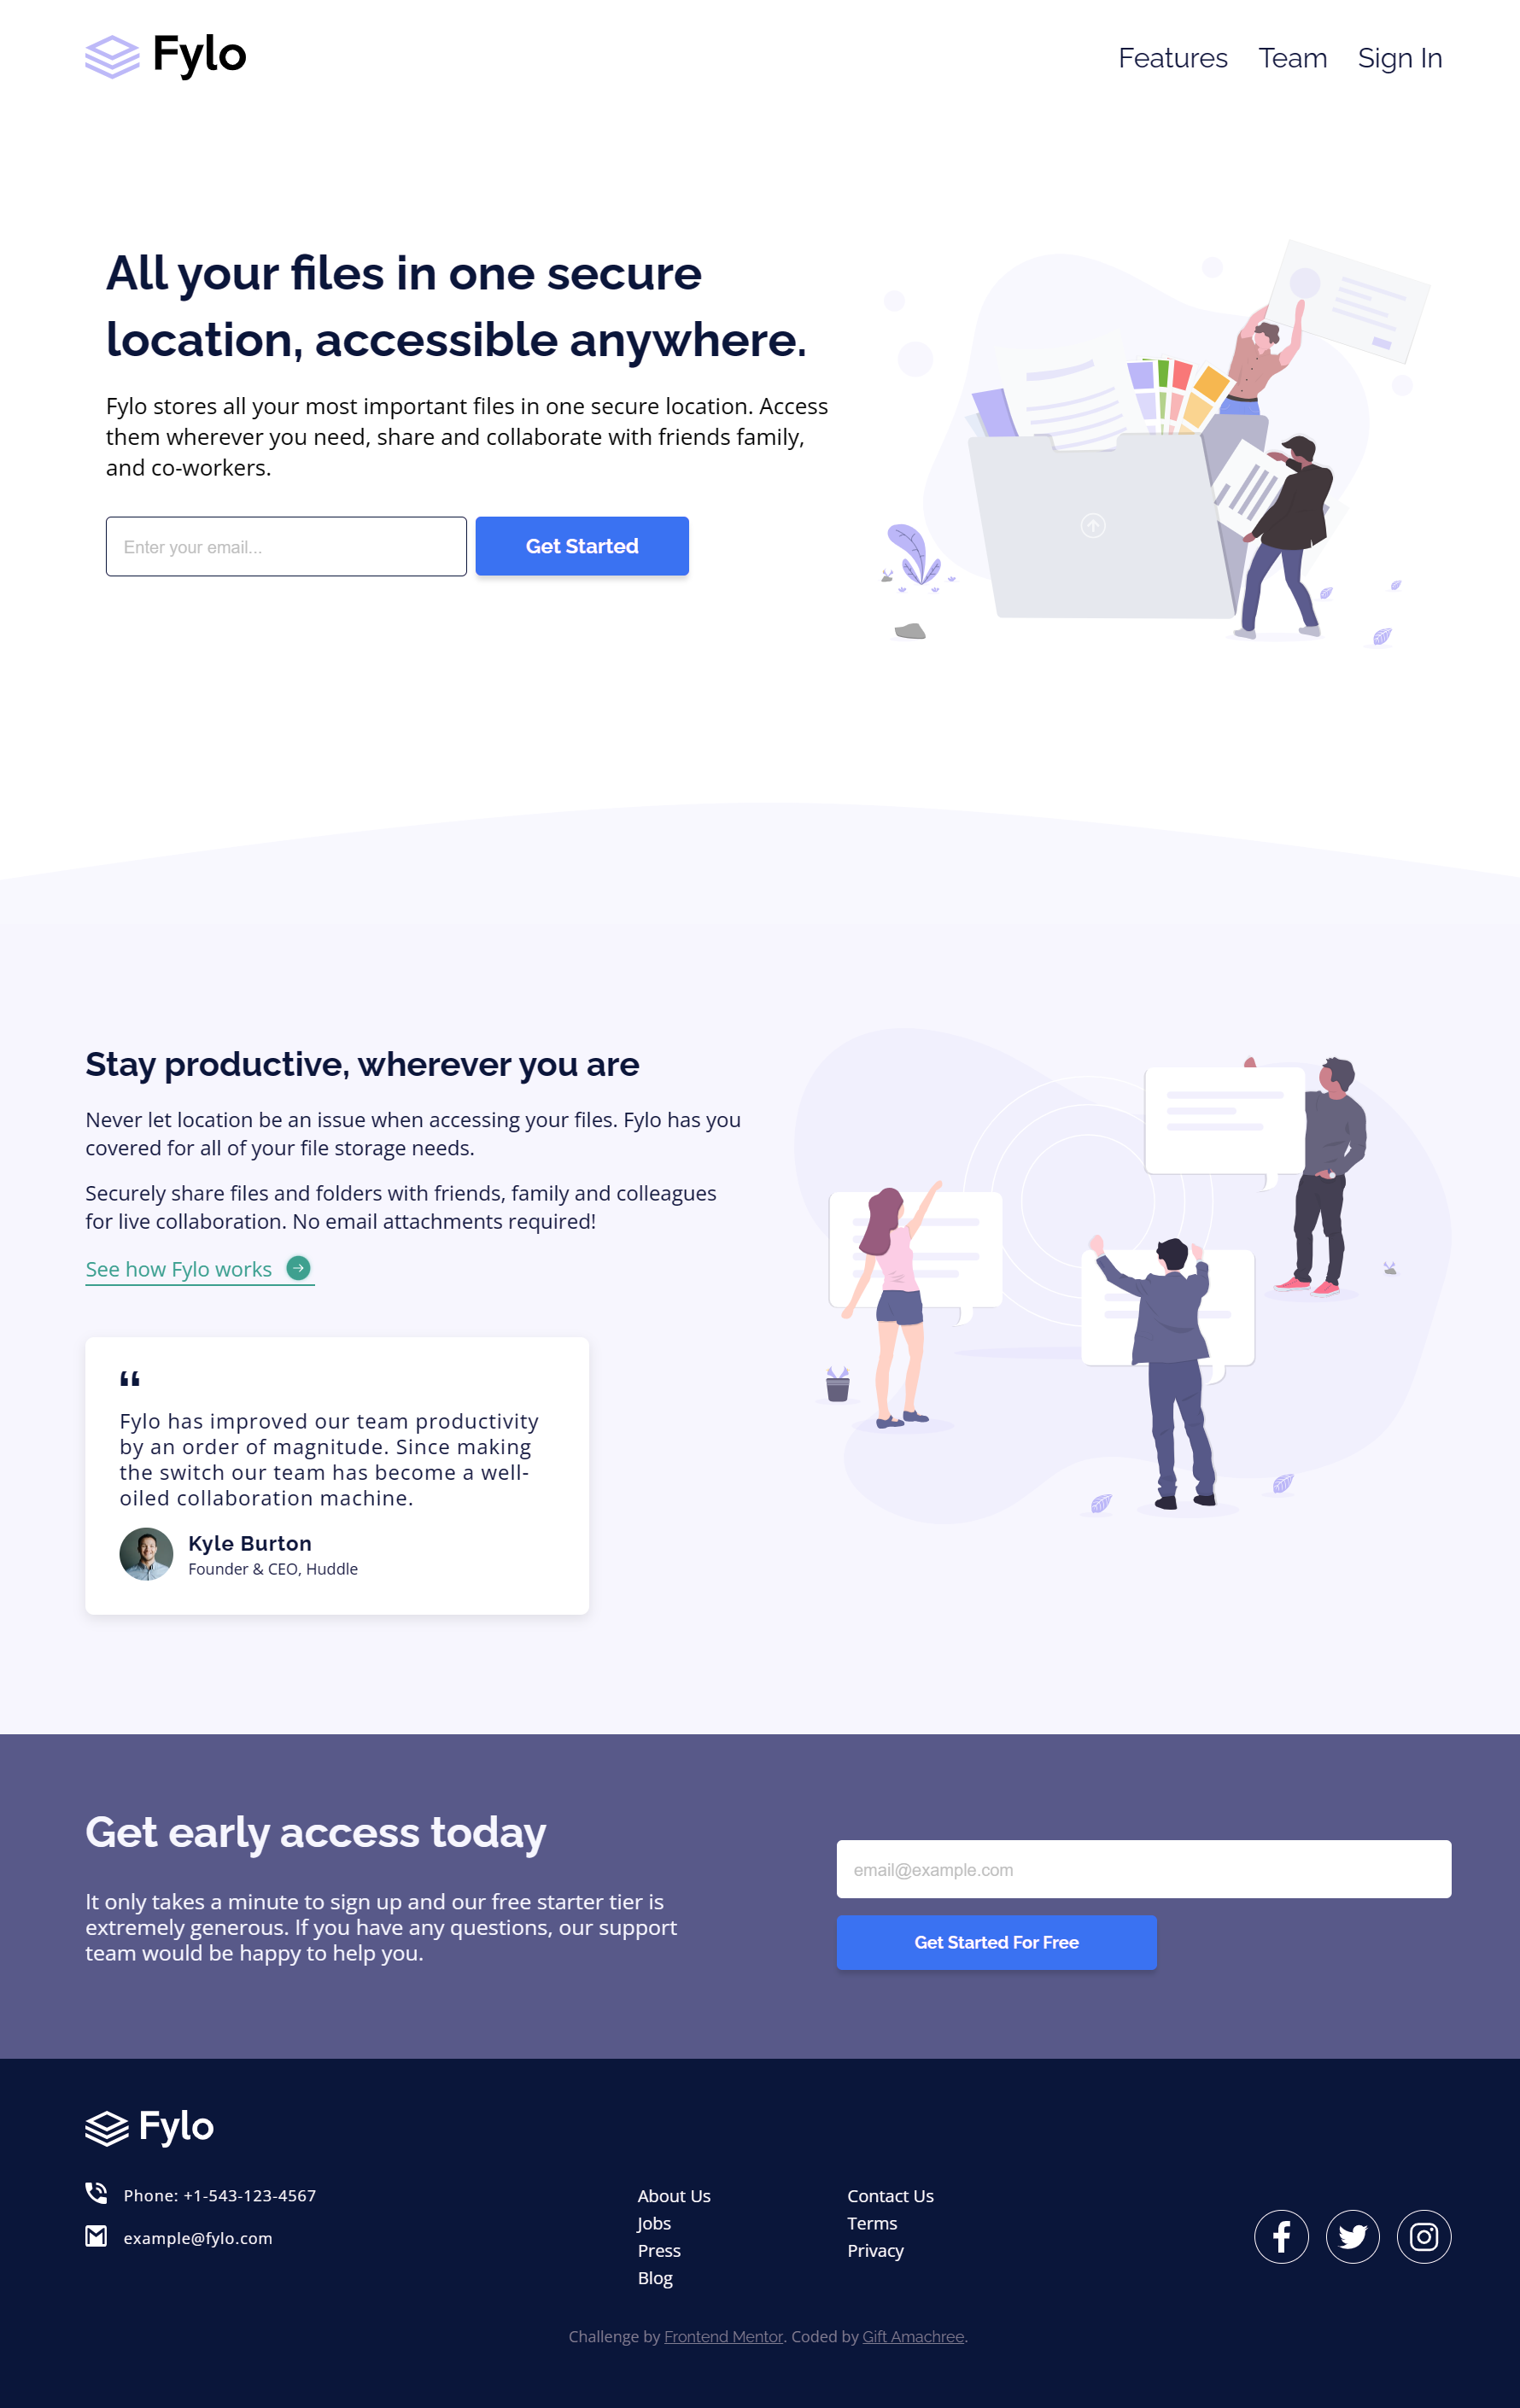 Fylo
Features Team Sign In
All your files in one secure
location, accessible anywhere.
Fylo stores all your most important files in one secure location. Access
them wherever you need, share and collaborate with friends family,
and co-workers.
Enter your email...
Get Started
Stay productive, wherever you are
Never let location be an issue when accessing your files. Fylo has you
covered for all of your file storage needs.
Securely share files and folders with friends, family and colleagues
for live collaboration. No email attachments required!
See how Fylo works
“
Fylo has improved our team productivity
by an order of magnitude. Since making
the switch our team has become a well-
oiled collaboration machine.
Kyle Burton
Founder & CEO, Huddle
Get early access today
It only takes a minute to sign up and our free starter tier is
extremely generous. If you have any questions, our support
team would be happy to help you.
email@example.com
Get Started For Free
Fylo
Phone: +1-543-123-4567
example@fylo.com
About Us
Jobs
Press
Blog
Contact Us
Terms
Privacy
Challenge by Frontend Mentor. Coded by Gift Amachree.